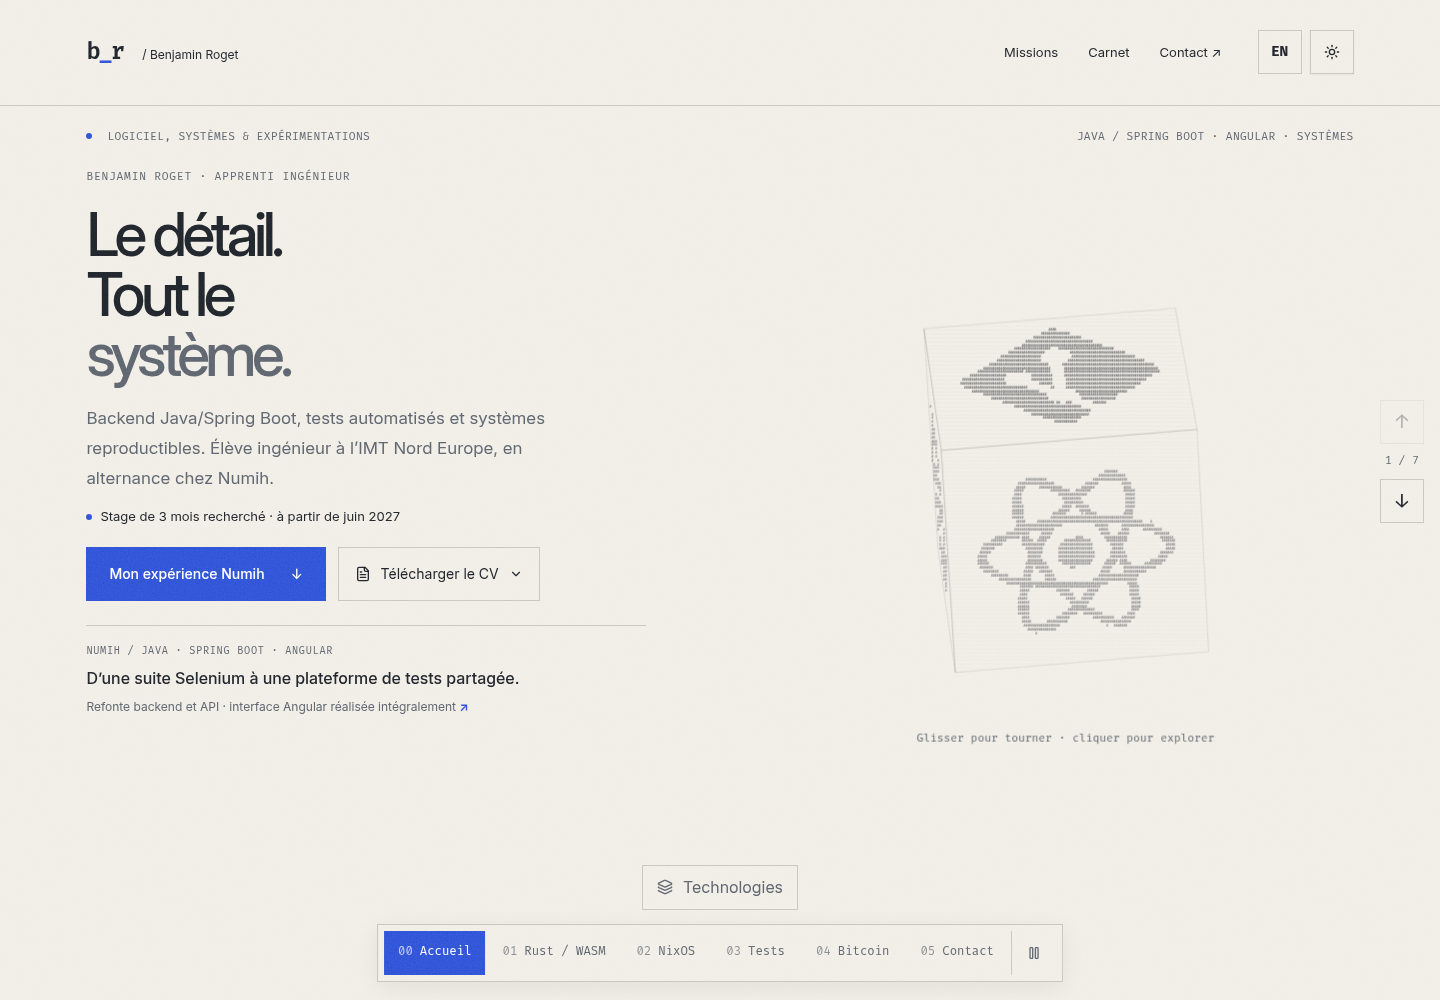 b_r / Benjamin Roget
Missions Carnet Contact ↗ EN
LOGICIEL, SYSTÈMES & EXPÉRIMENTATIONS
JAVA / SPRING BOOT · ANGULAR · SYSTÈMES
BENJAMIN ROGET · APPRENTI INGÉNIEUR
Le détail.
Tout le
système.
Backend Java/Spring Boot, tests automatisés et systèmes
reproductibles. Élève ingénieur à l’IMT Nord Europe, en
alternance chez Numih.
Stage de 3 mois recherché · à partir de juin 2027
Mon expérience Numih ↓
Télécharger le CV
NUMIH / JAVA · SPRING BOOT · ANGULAR
D’une suite Selenium à une plateforme de tests partagée.
Refonte backend et API · interface Angular réalisée intégralement ↗
1 / 7
Glisser pour tourner · cliquer pour explorer
Technologies
00 Accueil 01 Rust / WASM 02 NixOS 03 Tests 04 Bitcoin 05 Contact